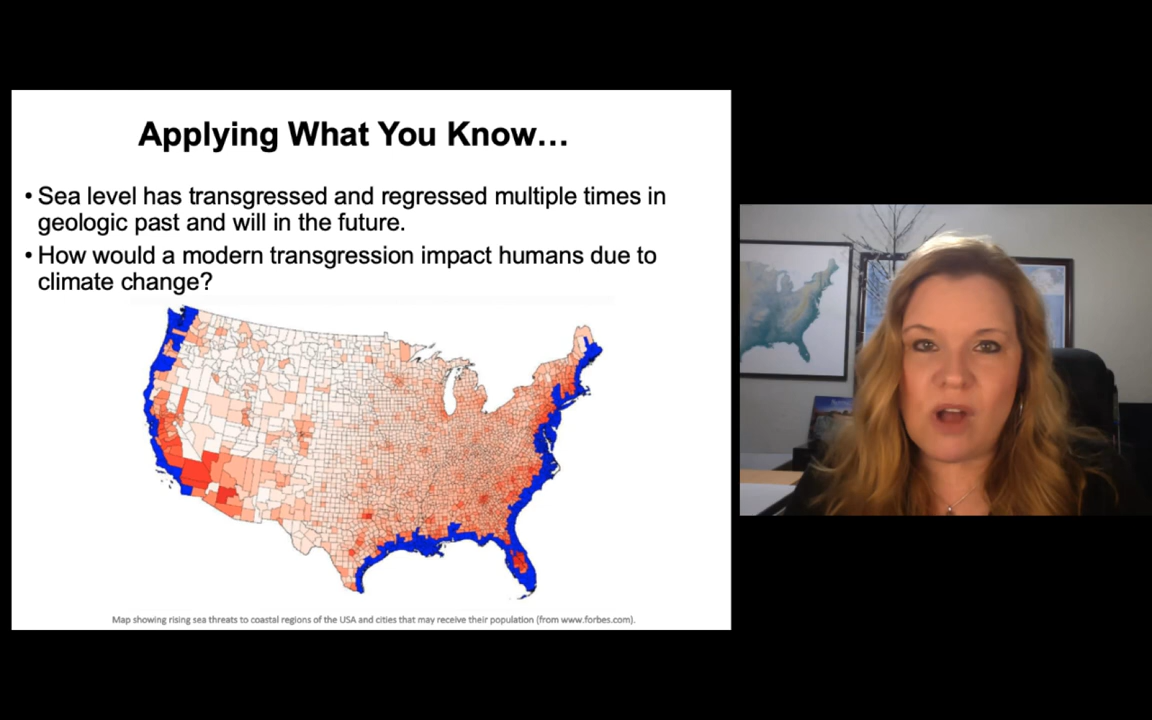 Applying What You Know…
• Sea level has transgressed and regressed multiple times in
geologic past and will in the future.
• How would a modern transgression impact humans due to
climate change?
Map showing rising sea threats to coastal regions of the USA and cities that may receive their population (from www.forbes.com).